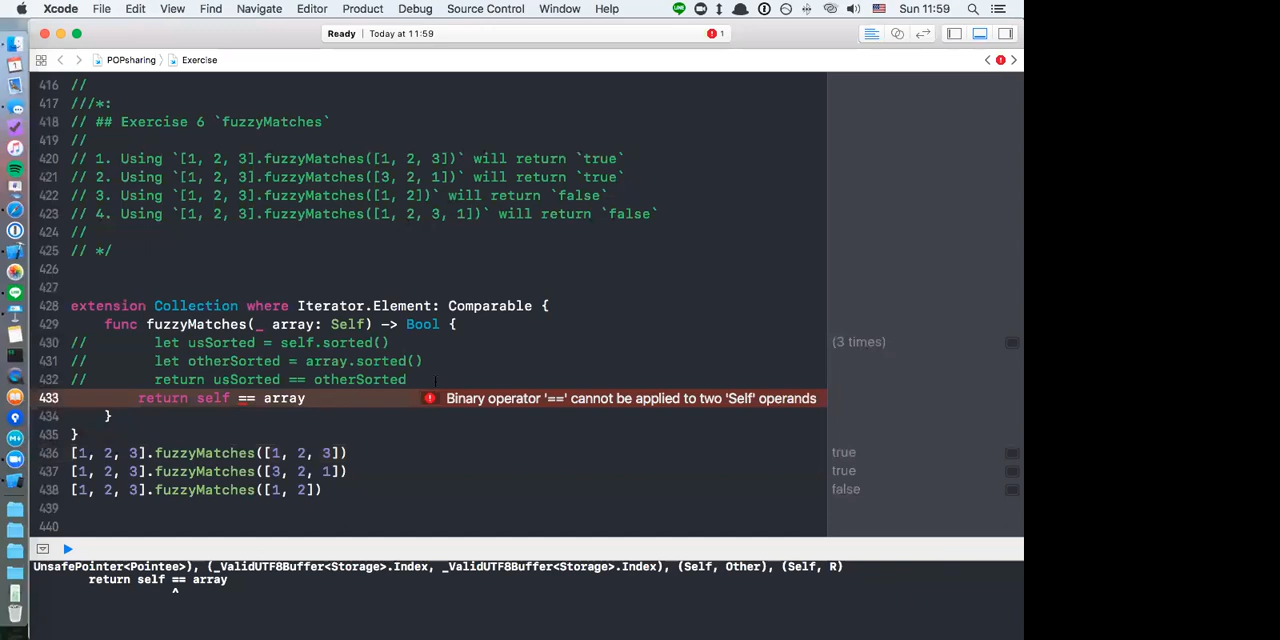 Xcode File Edit View Find Navigate Editor Product Debug Source Control Window Help Sun 11:59
Ready | Today at 11:59 1
POPsharing Exercise
416 //
417 ///*:
418 // ## Exercise 6 `fuzzyMatches`
419 //
420 // 1. Using `[1, 2, 3].fuzzyMatches([1, 2, 3])` will return `true`
421 // 2. Using `[1, 2, 3].fuzzyMatches([3, 2, 1])` will return `true`
422 // 3. Using `[1, 2, 3].fuzzyMatches([1, 2])` will return `false`
423 // 4. Using `[1, 2, 3].fuzzyMatches([1, 2, 3, 1])` will return `false`
424 //
425 // */
426
427
428 extension Collection where Iterator.Element: Comparable {
429 func fuzzyMatches(_ array: Self) -> Bool {
430 // let usSorted = self.sorted() (3 times)
431 // let otherSorted = array.sorted()
432 // return usSorted == otherSorted
433 return self == array Binary operator '==' cannot be applied to two 'Self' operands
434 }
435 }
436 [1, 2, 3].fuzzyMatches([1, 2, 3]) true
437 [1, 2, 3].fuzzyMatches([3, 2, 1]) true
438 [1, 2, 3].fuzzyMatches([1, 2]) false
439
440
UnsafePointer<Pointee>), (_ValidUTF8Buffer<Storage>.Index, _ValidUTF8Buffer<Storage>.Index), (Self, Other), (Self, R)
return self == array
^